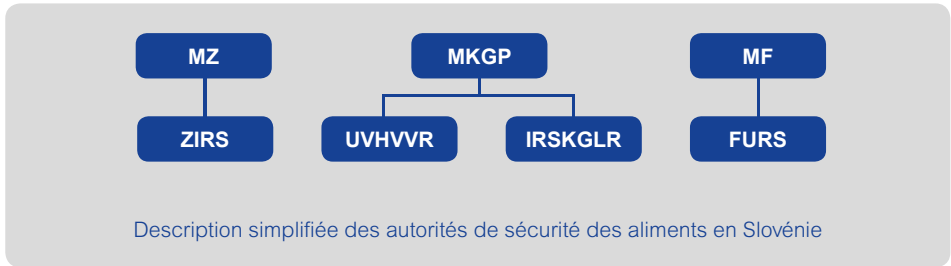 MZ MKGP MF
ZIRS UVHVVR IRSKGLR FURS
Description simplifiée des autorités de sécurité des aliments en Slovénie